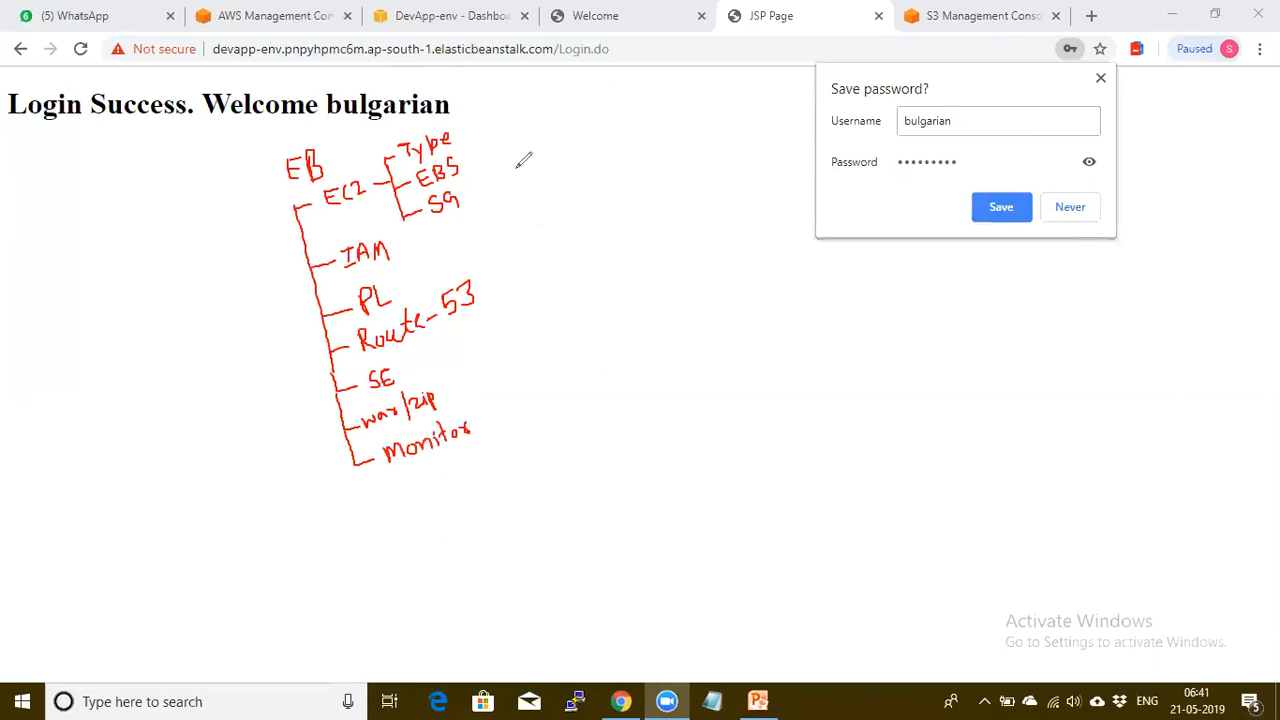 WhatsApp
AWS Management Con
DevApp-env - Dashbo
Welcome
JSP Page
S3 Management Conso
Not secure
devapp-env.pnpyhpmc6m.ap-south-1.elasticbeanstalk.com/Login.do
Paused
S
Login Success. Welcome bulgarian
Save password?
Username
bulgarian
Password
•••••••••
Save
Never
EB
EC2
Type
EBS
SG
IAM
PL
Route-53
SE
war/zip
Monitor
Activate Windows
Go to Settings to activate Windows.
Type here to search
ENG
06:41
21-05-2019
5